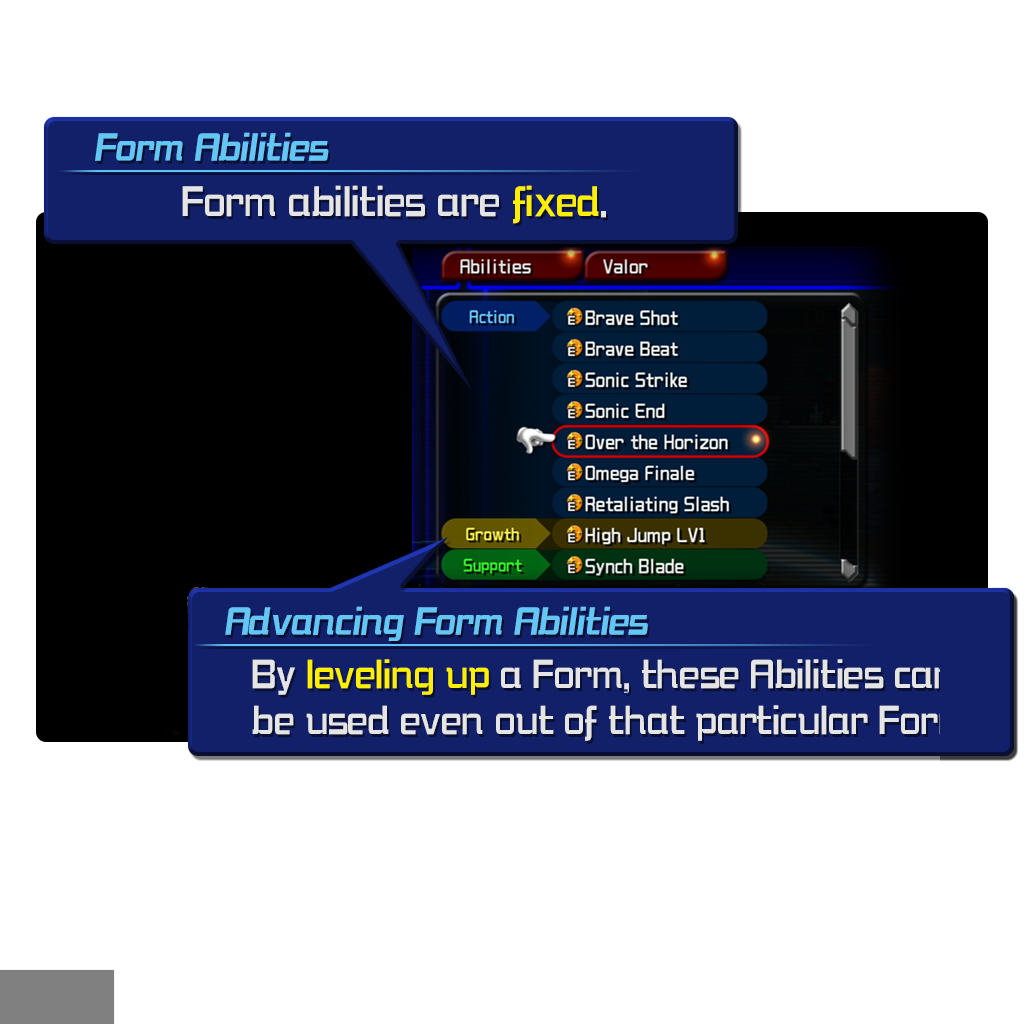 Form Abilities
Form abilities are fixed.
Abilities
Valor
Action
Brave Shot
Brave Beat
Sonic Strike
Sonic End
Over the Horizon
Omega Finale
Retaliating Slash
Growth
High Jump LV1
Support
Synch Blade
Advancing Form Abilities
By leveling up a Form, these Abilities can
be used even out of that particular For